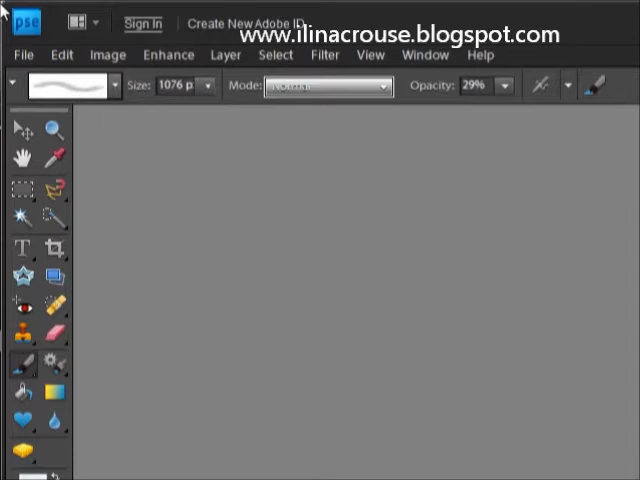 pse Sign In Create New Adobe ID
www.ilinacrouse.blogspot.com
File Edit Image Enhance Layer Select Filter View Window Help
Size: 1076 p Mode: Normal Opacity: 29%
T